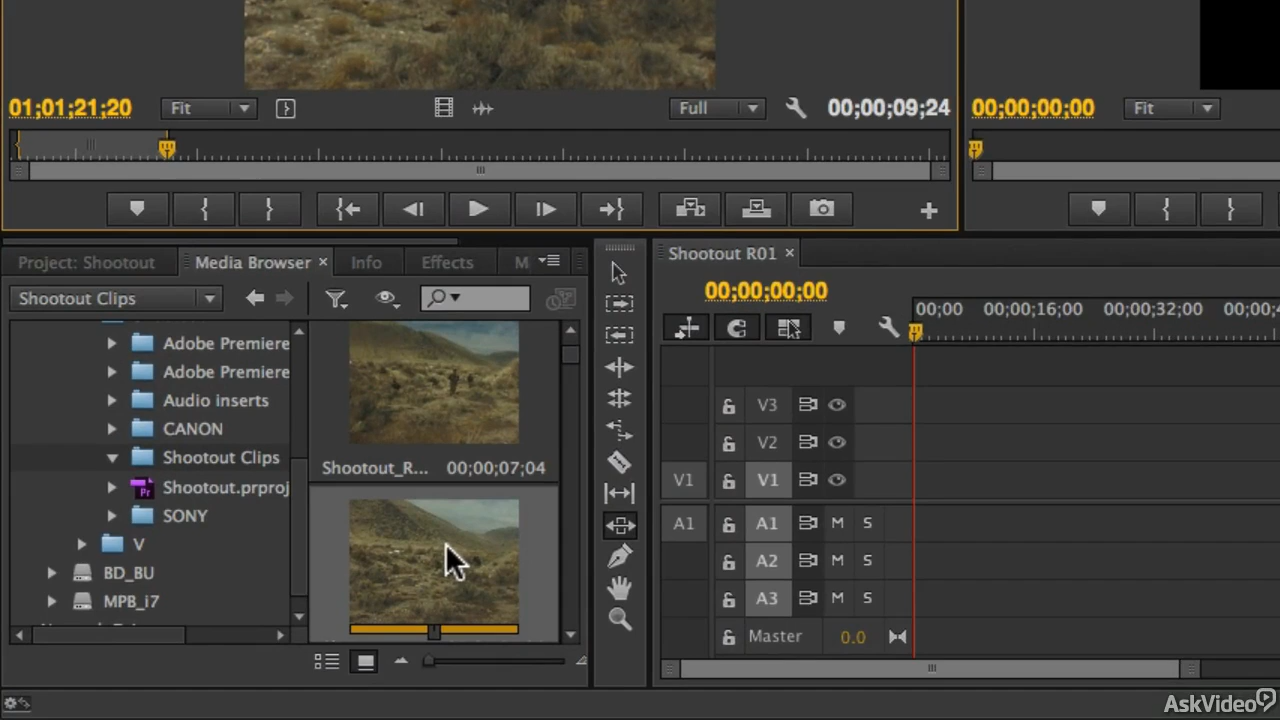 01;01;21;20 Fit Full 00;00;09;24 00;00;00;00 Fit
Project: Shootout Media Browser × Info Effects M
Shootout R01 ×
Shootout Clips
00;00;00;00
00;00 00;00;16;00 00;00;32;00 00;00;4
Adobe Premiere
Adobe Premiere
Audio inserts
CANON
Shootout Clips
Shootout.prproj
SONY
V
BD_BU
MPB_i7
Pr
Shootout_R... 00;00;07;04
V3
V2
V1 V1
A1 A1 M S
A2 M S
A3 M S
Master 0.0
AskVideo